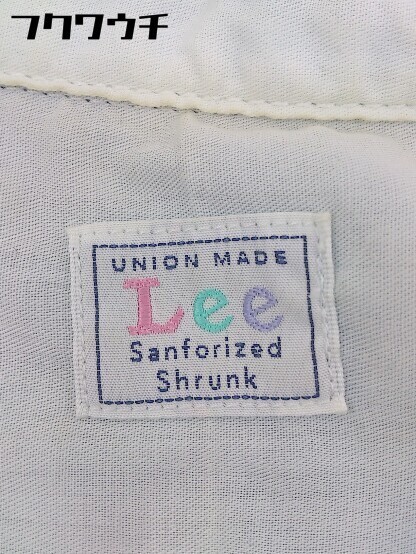 フクワウチ
UNION MADE
Lee
Sanforized
Shrunk